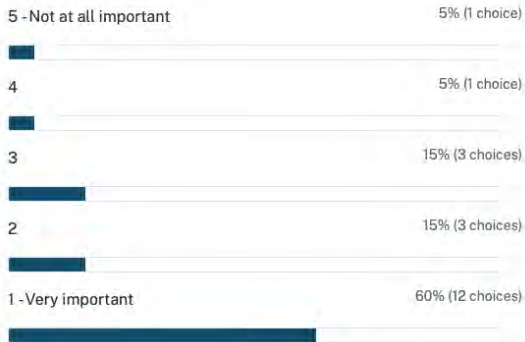 5 - Not at all important 5% (1 choice)
4 5% (1 choice)
3 15% (3 choices)
2 15% (3 choices)
1 - Very important 60% (12 choices)